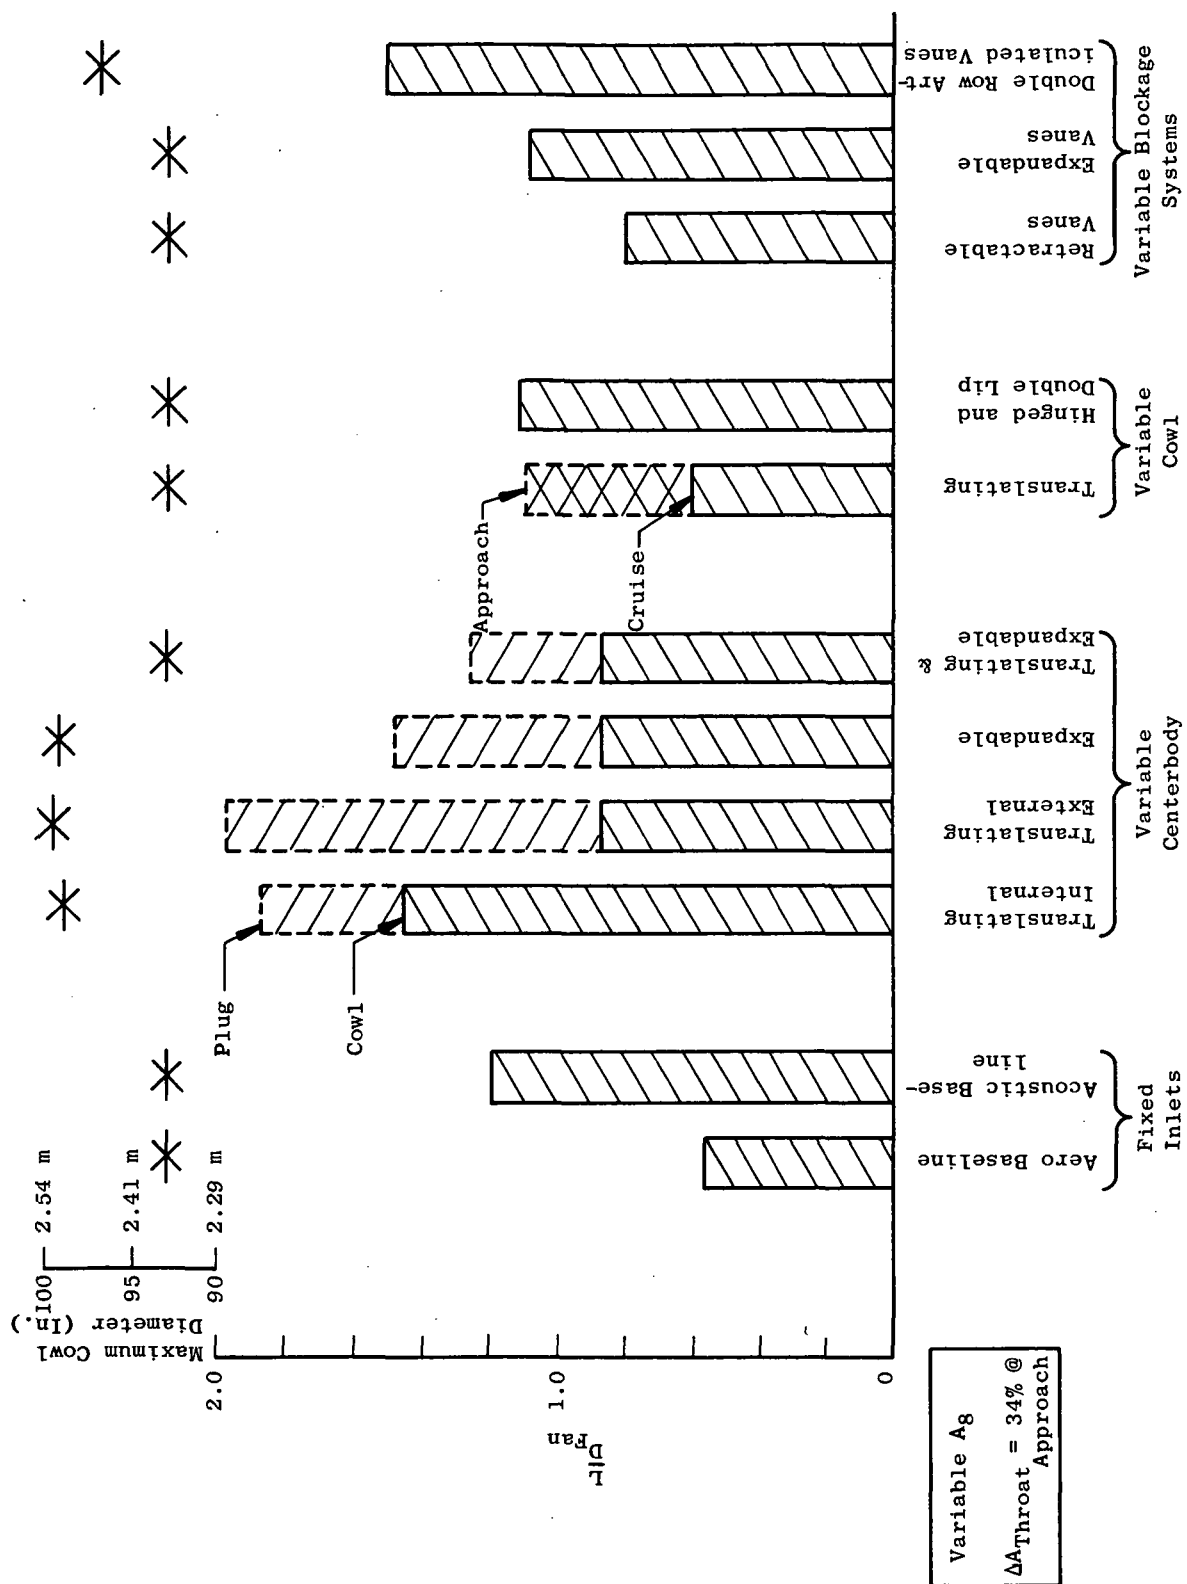 Maximum Cowl
Diameter (In.)
100
2.54 m
95
2.41 m
90
2.29 m
L
D Fan
2.0
1.0
0
Plug
Cowl
Approach
Cruise
Aero Baseline
Acoustic Base-
line
Fixed
Inlets
Translating
Internal
Translating
External
Expandable
Translating &
Expandable
Variable
Centerbody
Translating
Hinged and
Double Lip
Variable
Cowl
Retractable
Vanes
Expandable
Vanes
Double Row Art-
iculated Vanes
Variable Blockage
Systems
Variable A8
ΔAThroat = 34% @
Approach